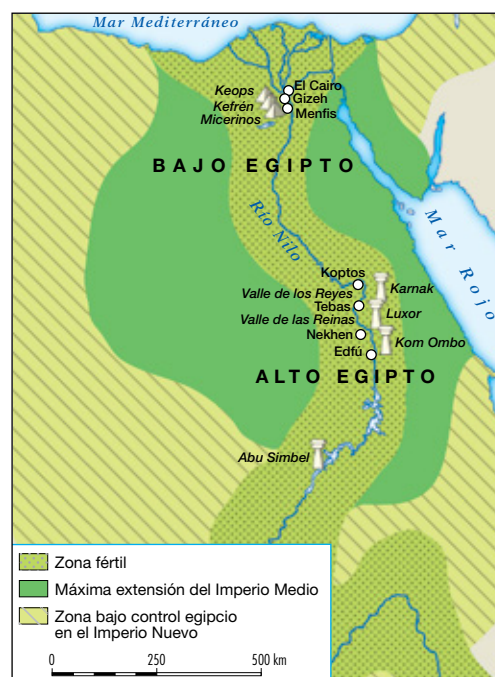 Mar Mediterráneo
El Cairo
Keops
Gizeh
Kefrén
Menfis
Micerinos
BAJO EGIPTO
Río Nilo
Mar Rojo
Koptos
Karnak
Valle de los Reyes
Tebas
Luxor
Valle de las Reinas
Nekhen
Kom Ombo
Edfú
ALTO EGIPTO
Abu Simbel
Zona fértil
Máxima extensión del Imperio Medio
Zona bajo control egipcio
en el Imperio Nuevo
0 250 500 km